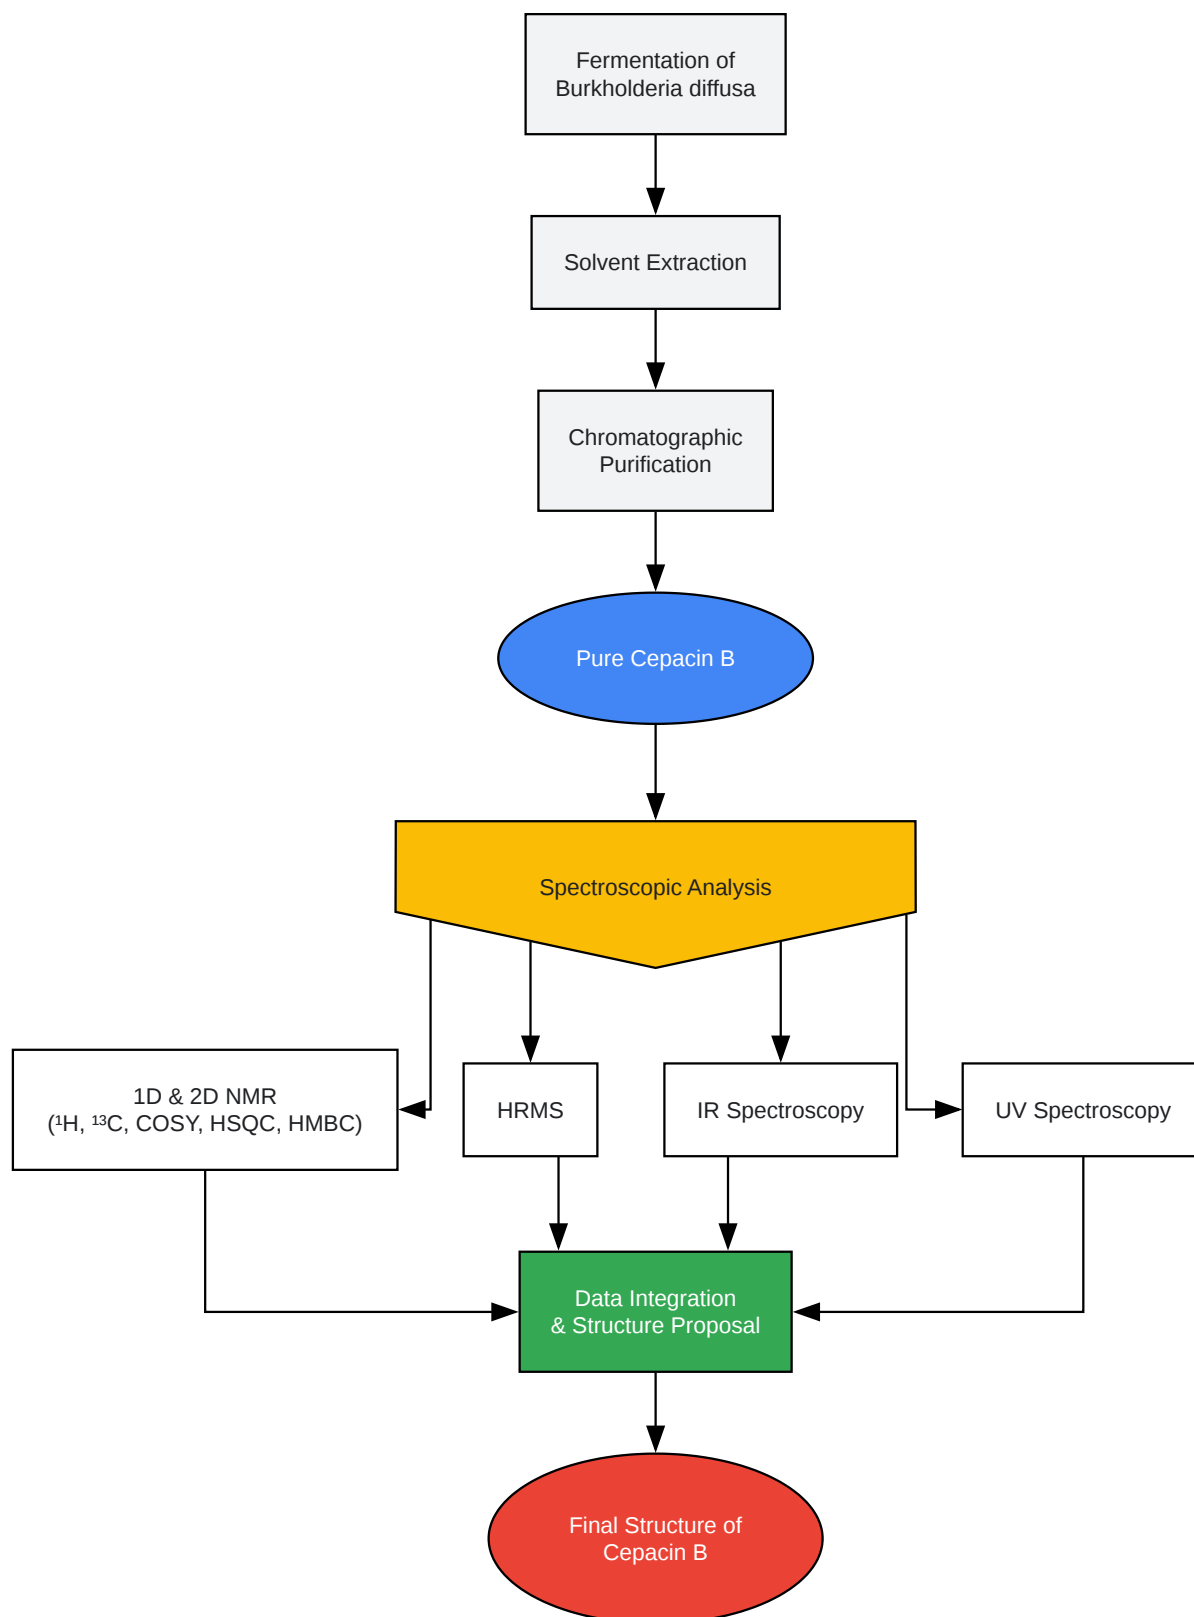 Fermentation of
Burkholderia diffusa
Solvent Extraction
Chromatographic
Purification
Pure Cepacin B
Spectroscopic Analysis
1D & 2D NMR
(¹H, ¹³C, COSY, HSQC, HMBC)
HRMS
IR Spectroscopy
UV Spectroscopy
Data Integration
& Structure Proposal
Final Structure of
Cepacin B